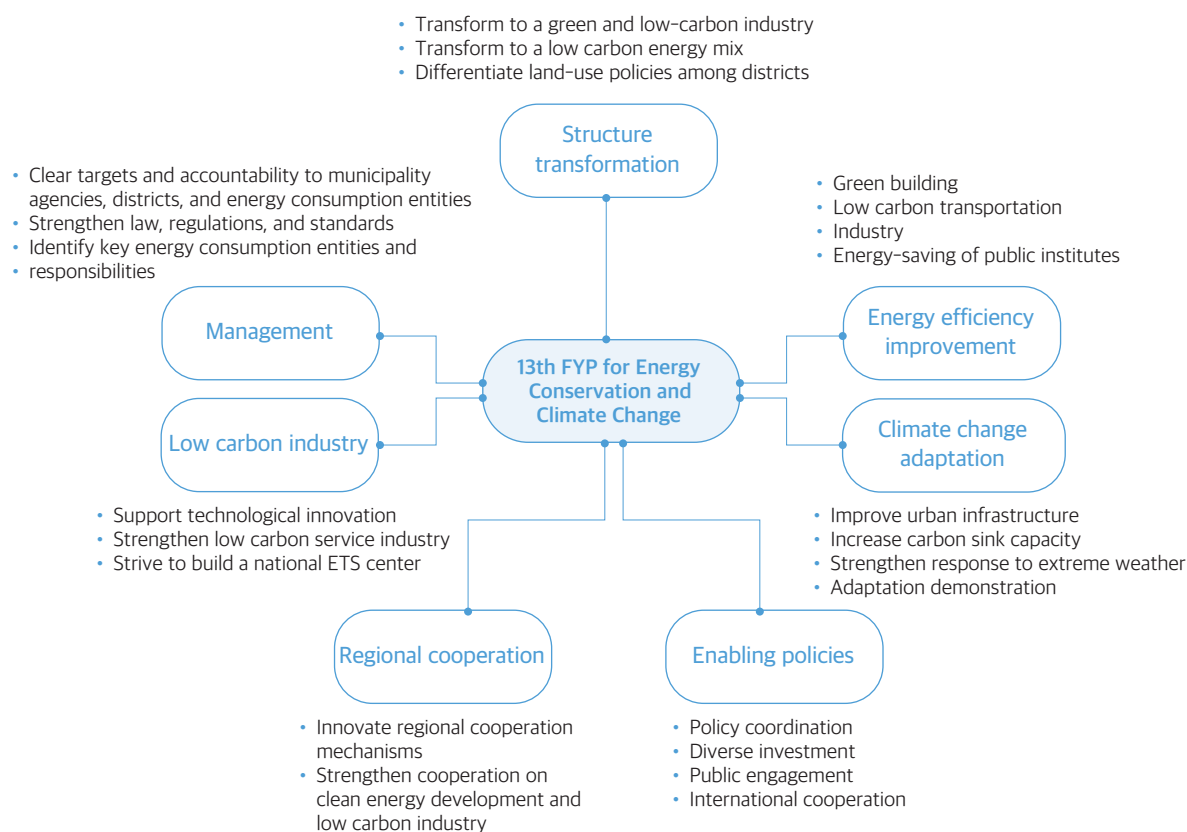 • Transform to a green and low-carbon industry
• Transform to a low carbon energy mix
• Differentiate land-use policies among districts
Structure
transformation
• Clear targets and accountability to municipality
agencies, districts, and energy consumption entities
• Strengthen law, regulations, and standards
• Identify key energy consumption entities and
• responsibilities
Management
• Green building
• Low carbon transportation
• Industry
• Energy-saving of public institutes
Energy efficiency
improvement
13th FYP for Energy
Conservation and
Climate Change
Low carbon industry
• Support technological innovation
• Strengthen low carbon service industry
• Strive to build a national ETS center
Climate change
adaptation
• Improve urban infrastructure
• Increase carbon sink capacity
• Strengthen response to extreme weather
• Adaptation demonstration
Regional cooperation
• Innovate regional cooperation
mechanisms
• Strengthen cooperation on
clean energy development and
low carbon industry
Enabling policies
• Policy coordination
• Diverse investment
• Public engagement
• International cooperation